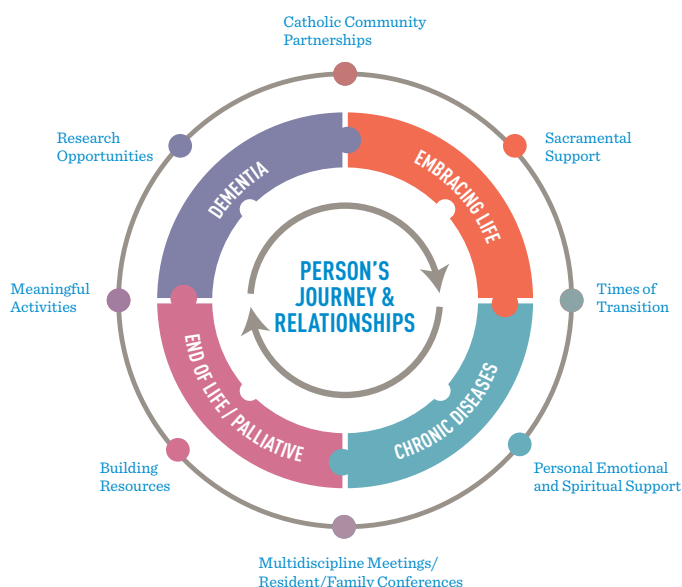 Catholic Community
Partnerships
Research
Opportunities
Sacramental
Support
DEMENTIA
EMBRACING LIFE
Meaningful
Activities
PERSON'S
JOURNEY &
RELATIONSHIPS
Times of
Transition
END OF LIFE / PALLIATIVE
CHRONIC DISEASES
Building
Resources
Personal Emotional
and Spiritual Support
Multidiscipline Meetings/
Resident/Family Conferences